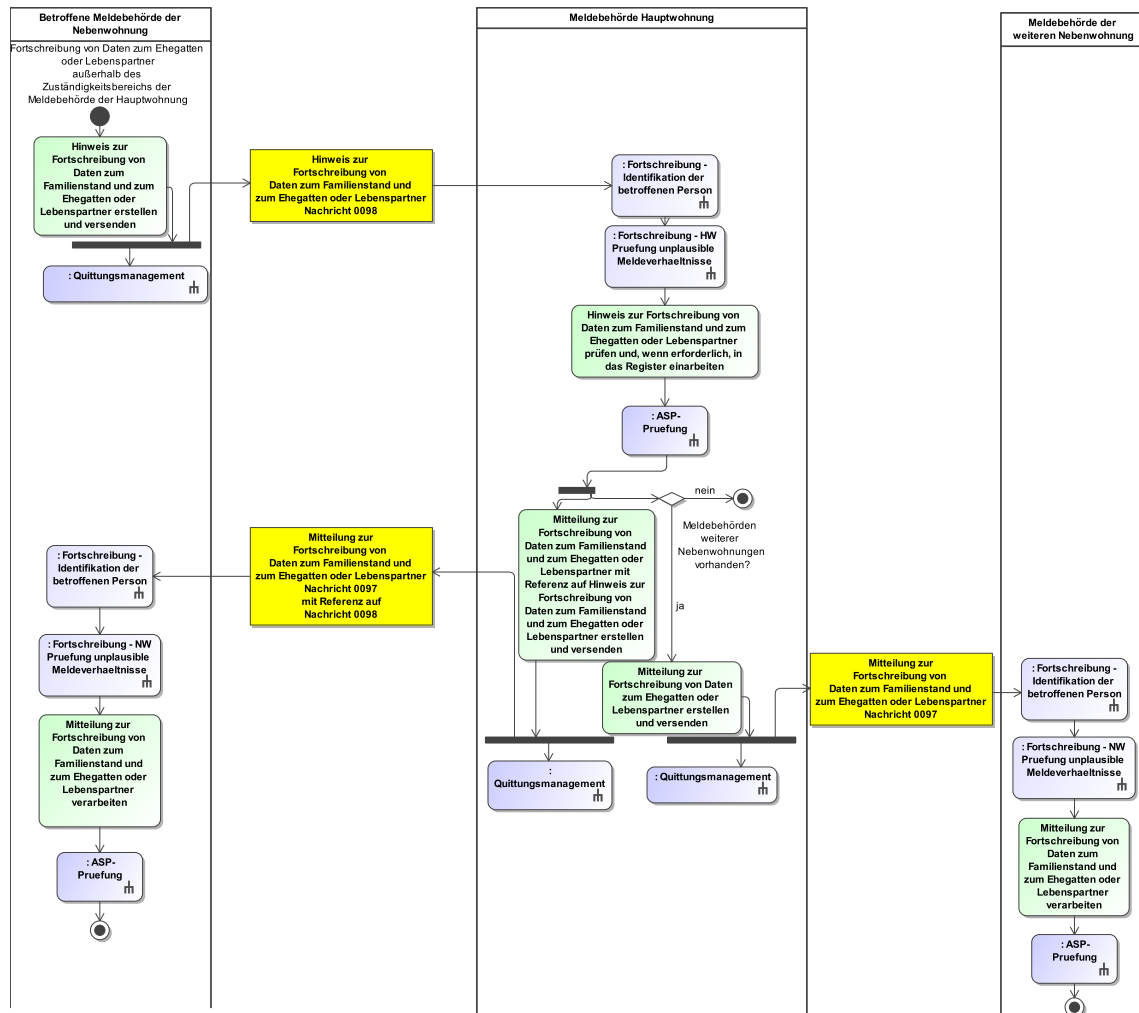 Betroffene Meldebehörde der
Nebenwohnung
Fortschreibung von Daten zum Ehegatten
oder Lebenspartner
außerhalb des
Zuständigkeitsbereichs der
Meldebehörde der Hauptwohnung
Hinweis zur
Fortschreibung von
Daten zum
Familienstand und zum
Ehegatten oder
Lebenspartner erstellen
und versenden
: Quittungsmanagement
Hinweis zur
Fortschreibung von
Daten zum Familienstand und
zum Ehegatten oder Lebenspartner
Nachricht 0098
Meldebehörde Hauptwohnung
: Fortschreibung -
Identifikation der
betroffenen Person
: Fortschreibung - HW
Pruefung unplausible
Meldeverhaeltnisse
Hinweis zur Fortschreibung von
Daten zum Familienstand und zum
Ehegatten oder Lebenspartner
prüfen und, wenn erforderlich, in
das Register einarbeiten
: ASP-
Pruefung
nein
Meldebehörden
weiterer
Nebenwohnungen
vorhanden?
ja
Mitteilung zur
Fortschreibung von
Daten zum Familienstand
und zum Ehegatten oder
Lebenspartner mit
Referenz auf Hinweis zur
Fortschreibung von
Daten zum Familienstand
und zum Ehegatten oder
Lebenspartner erstellen
und versenden
Mitteilung zur
Fortschreibung von
Daten zum Familienstand und
zum Ehegatten oder Lebenspartner
Nachricht 0097
mit Referenz auf
Nachricht 0098
: Fortschreibung -
Identifikation der
betroffenen Person
: Fortschreibung - NW
Pruefung unplausible
Meldeverhaeltnisse
Mitteilung zur
Fortschreibung von
Daten zum
Familienstand und
zum Ehegatten oder
Lebenspartner
verarbeiten
: ASP-
Pruefung
Mitteilung zur
Fortschreibung von Daten
zum Ehegatten oder
Lebenspartner erstellen
und versenden
:
Quittungsmanagement
: Quittungsmanagement
Mitteilung zur
Fortschreibung von
Daten zum Familienstand und
zum Ehegatten oder Lebenspartner
Nachricht 0097
Meldebehörde der
weiteren Nebenwohnung
: Fortschreibung -
Identifikation der
betroffenen Person
: Fortschreibung - NW
Pruefung unplausible
Meldeverhaeltnisse
Mitteilung zur
Fortschreibung von
Daten zum
Familienstand und
zum Ehegatten oder
Lebenspartner
verarbeiten
: ASP-
Pruefung